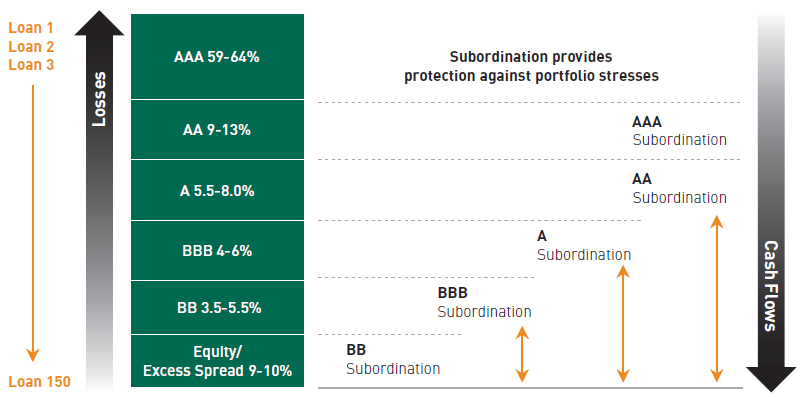 Loan 1
Loan 2
Loan 3
Loan 150
Losses
AAA 59-64%
AA 9-13%
A 5.5-8.0%
BBB 4-6%
BB 3.5-5.5%
Equity/
Excess Spread 9-10%
Subordination provides
protection against portfolio stresses
AAA
Subordination
AA
Subordination
A
Subordination
BBB
Subordination
BB
Subordination
Cash Flows